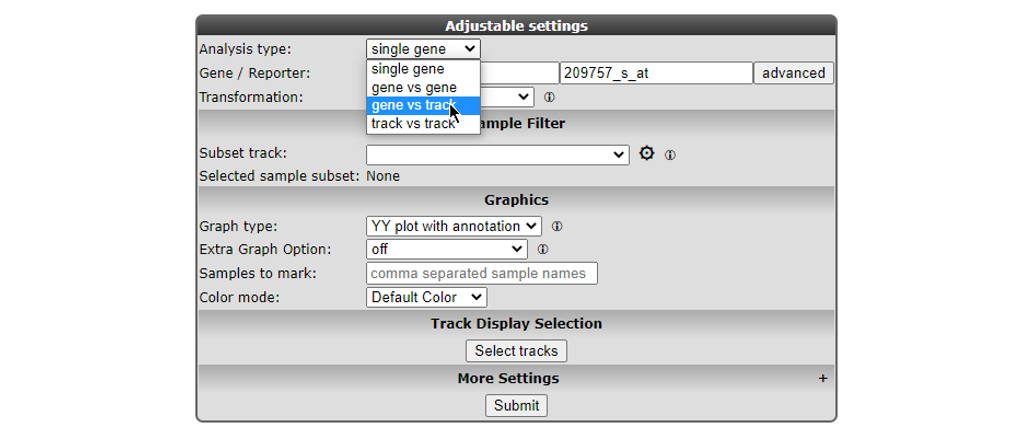 Adjustable settings
Analysis type: single gene
single gene
gene vs gene
gene vs track
track vs track
Gene / Reporter: 209757_s_at advanced
Transformation:
ample Filter
Subset track:
Selected sample subset: None
Graphics
Graph type: YY plot with annotation
Extra Graph Option: off
Samples to mark: comma separated sample names
Color mode: Default Color
Track Display Selection
Select tracks
More Settings +
Submit